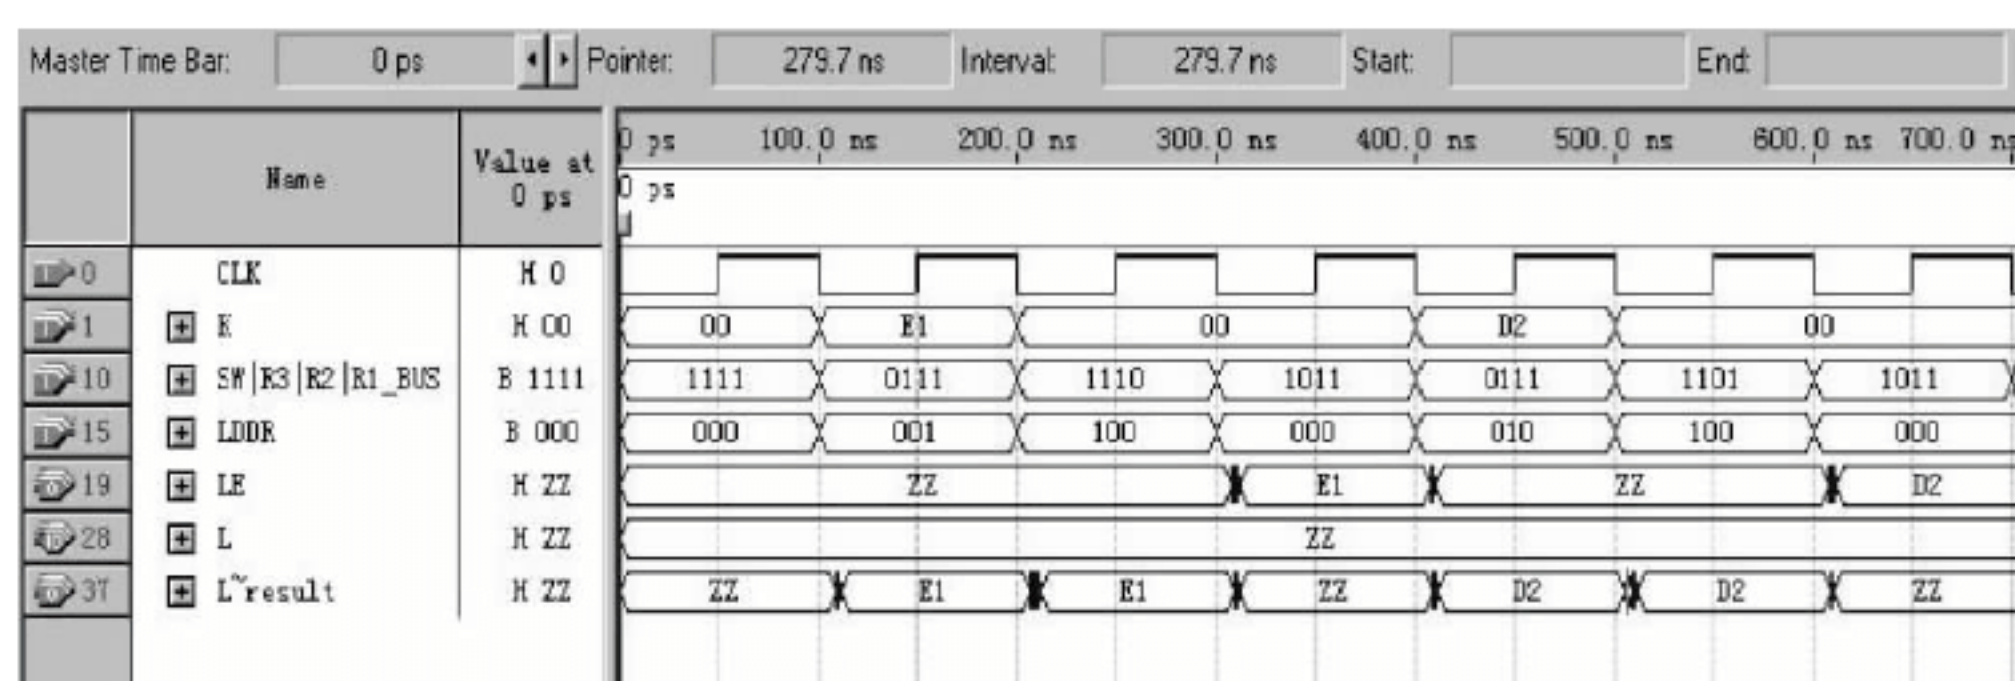 Master Time Bar: 0 ps Pointer: 279.7 ns Interval: 279.7 ns Start: End:
Name Value at 0 ps 0 ps 100.0 ns 200.0 ns 300.0 ns 400.0 ns 500.0 ns 600.0 ns 700.0 ns
0 ps
0 CLK H 0
1 K H 00 00 E1 00 D2 00
10 SW|R3|R2|R1_BUS B 1111 1111 0111 1110 1011 0111 1101 1011
15 LDDR B 000 000 001 100 000 010 100 000
19 LE H ZZ ZZ E1 ZZ D2
28 L H ZZ ZZ
37 L~result H ZZ ZZ E1 E1 ZZ D2 D2 ZZ